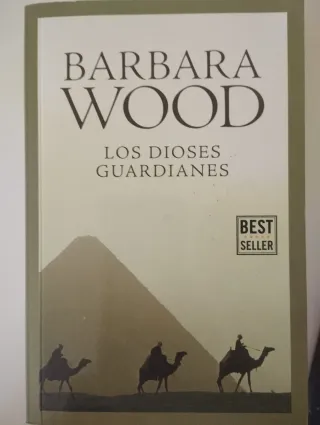 BARBARA
WOOD
LOS DIOSES
GUARDIANES
BEST
SELLER